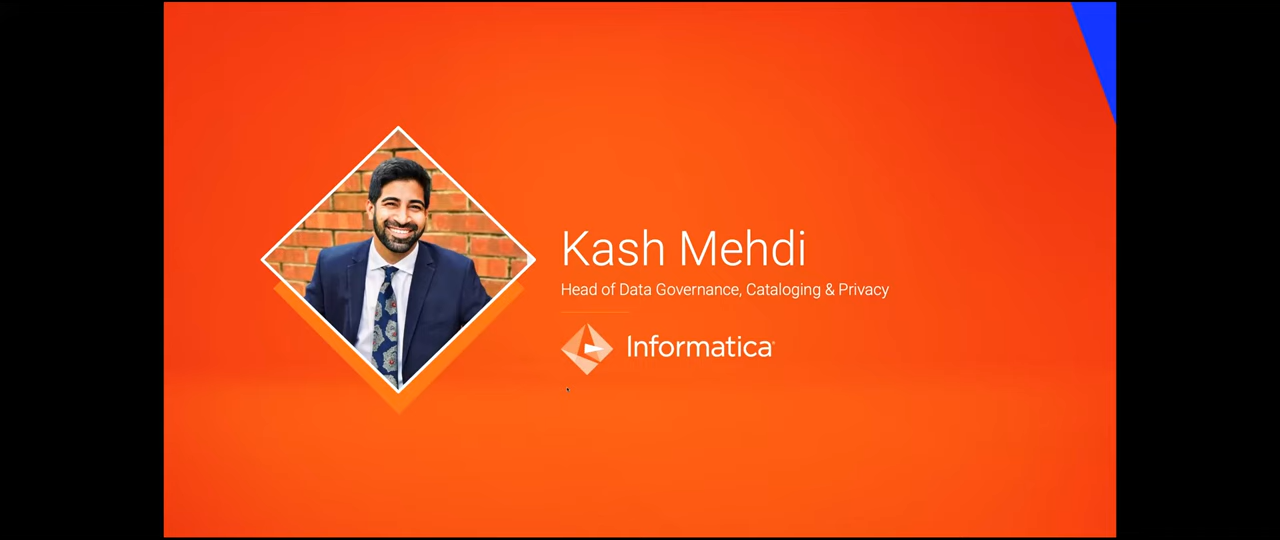 Kash Mehdi
Head of Data Governance, Cataloging & Privacy
Informatica